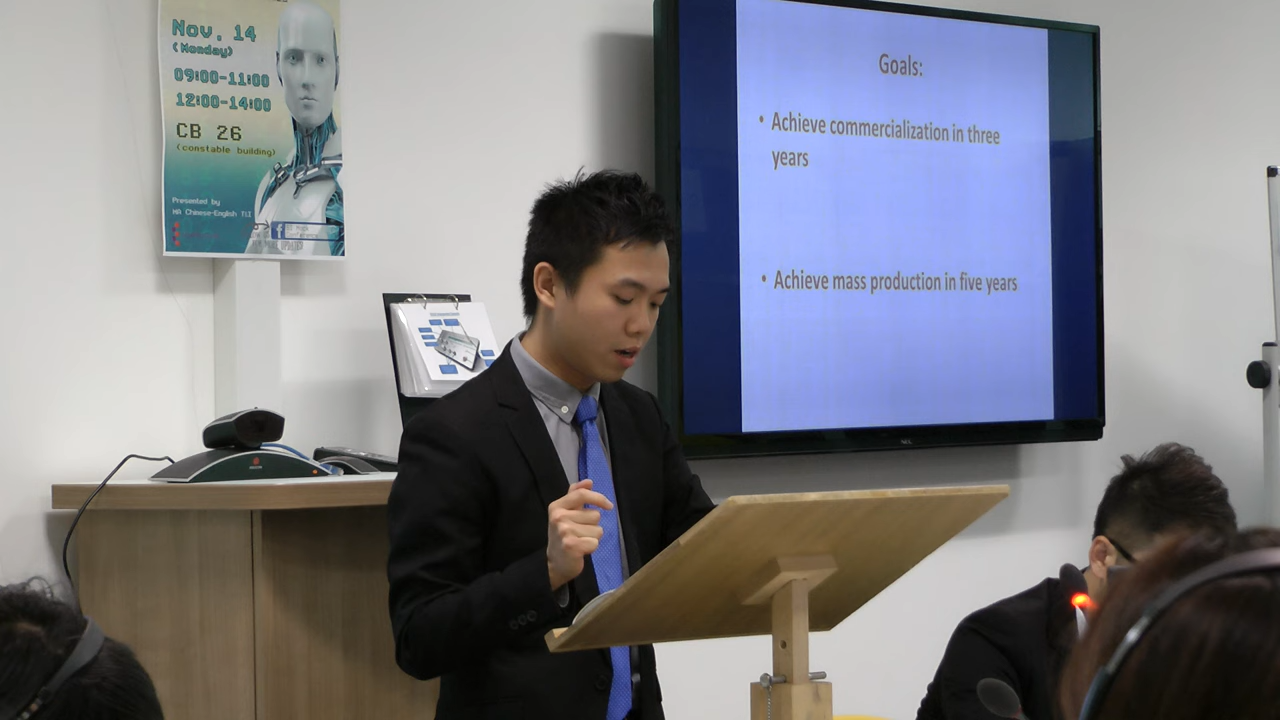 Nov. 14
(Monday)
09:00-11:00
12:00-14:00
CB 26
(constable building)
Presented by
MA Chinese-English T&I
Goals:
• Achieve commercialization in three
years
• Achieve mass production in five years
NEC